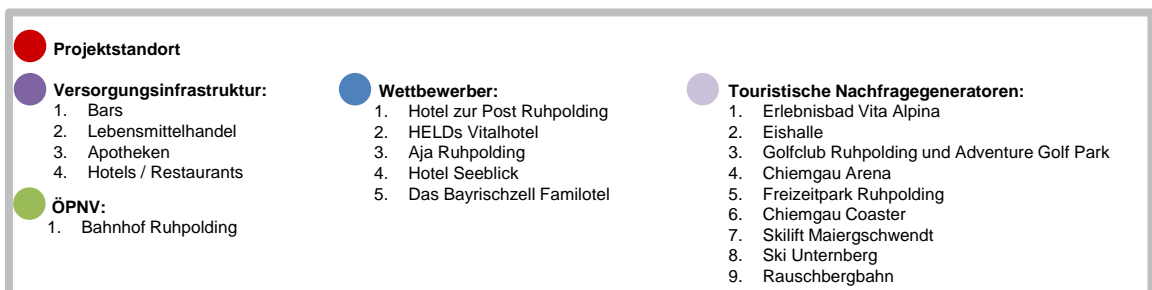 Projektstandort
Versorgungsinfrastruktur:
1. Bars
2. Lebensmittelhandel
3. Apotheken
4. Hotels / Restaurants
ÖPNV:
1. Bahnhof Ruhpolding
Wettbewerber:
1. Hotel zur Post Ruhpolding
2. HELDs Vitalhotel
3. Aja Ruhpolding
4. Hotel Seeblick
5. Das Bayrischzell Familotel
Touristische Nachfragegeneratoren:
1. Erlebnisbad Vita Alpina
2. Eishalle
3. Golfclub Ruhpolding und Adventure Golf Park
4. Chiemgau Arena
5. Freizeitpark Ruhpolding
6. Chiemgau Coaster
7. Skilift Maiergschwendt
8. Ski Unternberg
9. Rauschbergbahn